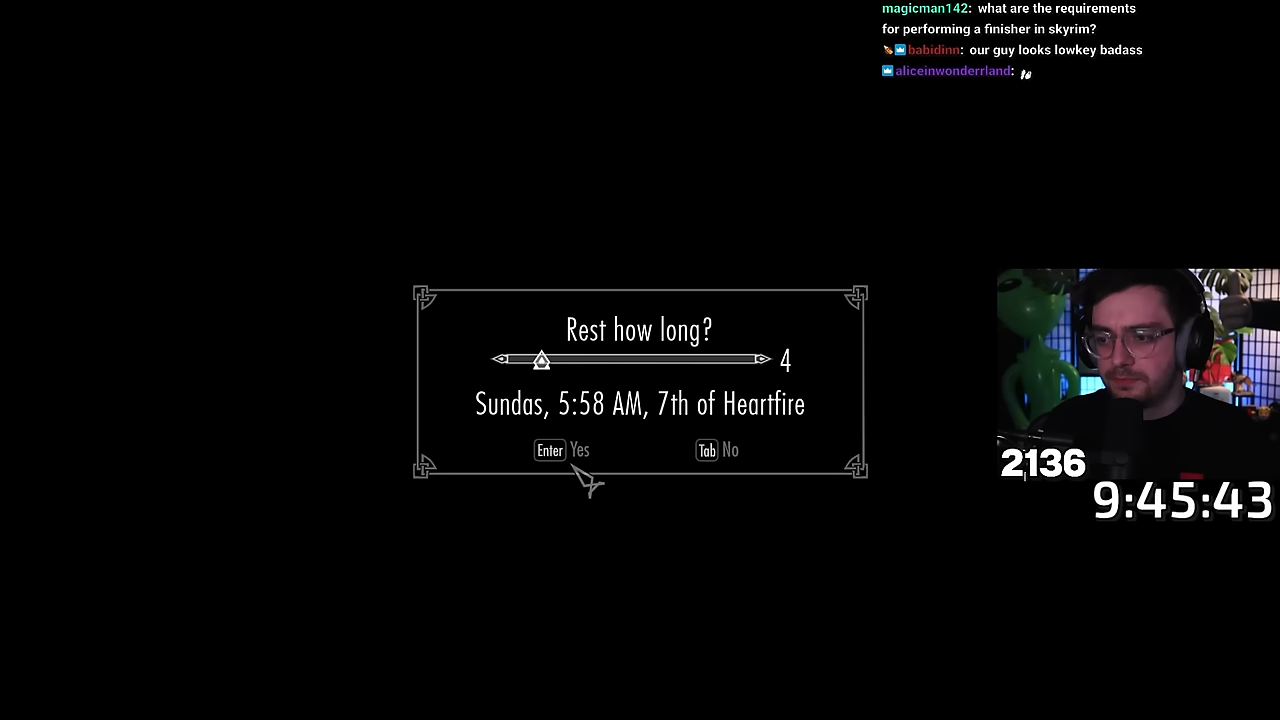 magicman142: what are the requirements
for performing a finisher in skyrim?
babidinn: our guy looks lowkey badass
aliceinwonderrland:
Rest how long?
4
Sundas, 5:58 AM, 7th of Heartfire
Enter Yes
Tab No
2136
9:45:43